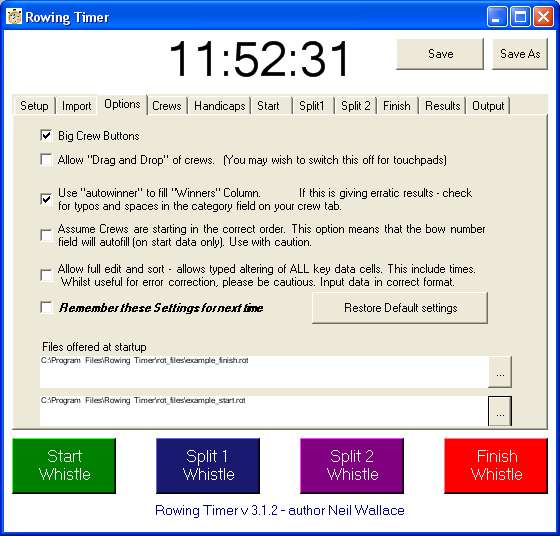 Rowing Timer
11:52:31
Save
Save As
Setup Import Options Crews Handicaps Start Split1 Split 2 Finish Results Output
Big Crew Buttons
Allow "Drag and Drop" of crews. (You may wish to switch this off for touchpads)
Use "autowinner" to fill "Winners" Column. If this is giving erratic results - check
for typos and spaces in the category field on your crew tab.
Assume Crews are starting in the correct order. This option means that the bow number
field will autofill (on start data only). Use with caution.
Allow full edit and sort - allows typed altering of ALL key data cells. This include times.
Whilst useful for error correction, please be cautious. Input data in correct format.
Remember these Settings for next time
Restore Default settings
Files offered at startup
C:\Program Files\Rowing Timer\rot_files\example_finish.rot
...
C:\Program Files\Rowing Timer\rot_files\example_start.rot
...
Start
Whistle
Split 1
Whistle
Split 2
Whistle
Finish
Whistle
Rowing Timer v 3.1.2 - author Neil Wallace